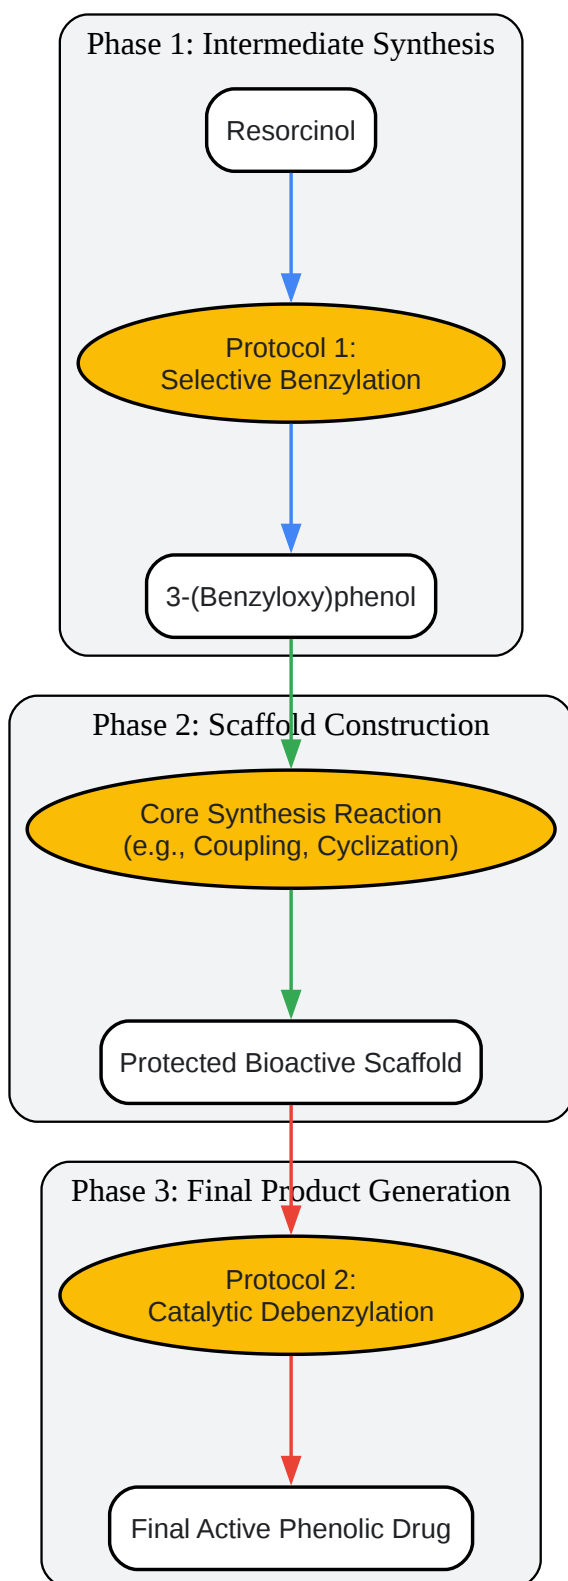 Phase 1: Intermediate Synthesis
Resorcinol
Protocol 1:
Selective Benzylation
3-(Benzyloxy)phenol
Phase 2: Scaffold Construction
Core Synthesis Reaction
(e.g., Coupling, Cyclization)
Protected Bioactive Scaffold
Phase 3: Final Product Generation
Protocol 2:
Catalytic Debenzylation
Final Active Phenolic Drug